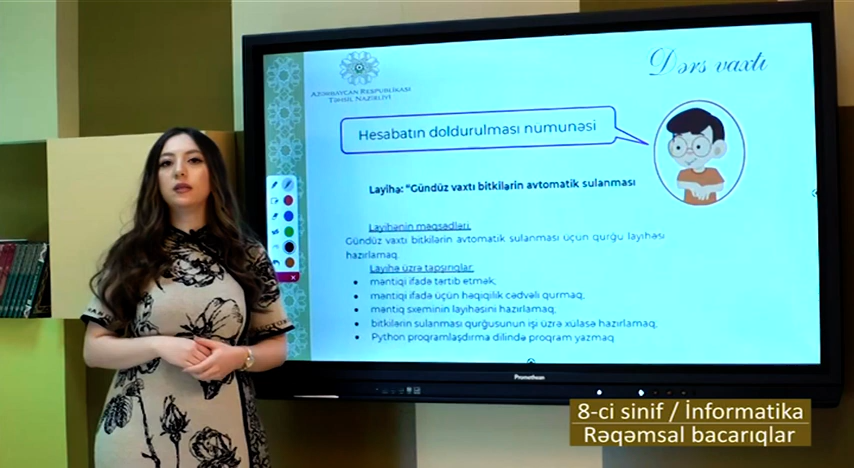 AZƏRBAYCAN RESPUBLİKASI
TƏHSİL NAZİRLİYİ
Dərs vaxtı
Hesabatın doldurulması nümunəsi
Layihə: “Gündüz vaxtı bitkilərin avtomatik sulanması
Layihənin məqsədləri.
Gündüz vaxtı bitkilərin avtomatik sulanması üçün qurğu layihəsi
hazırlamaq.
Layihə üzrə tapşırıqlar:
• məntiqi ifadə tərtib etmək;
• məntiqi ifadə üçün həqiqilik cədvəli qurmaq;
• məntiq sxeminin layihəsini hazırlamaq;
• bitkilərin sulanması qurğusunun işi üzrə xülasə hazırlamaq;
• Python proqramlaşdırma dilində proqram yazmaq
Promethean
8-ci sinif / İnformatika
Rəqəmsal bacarıqlar